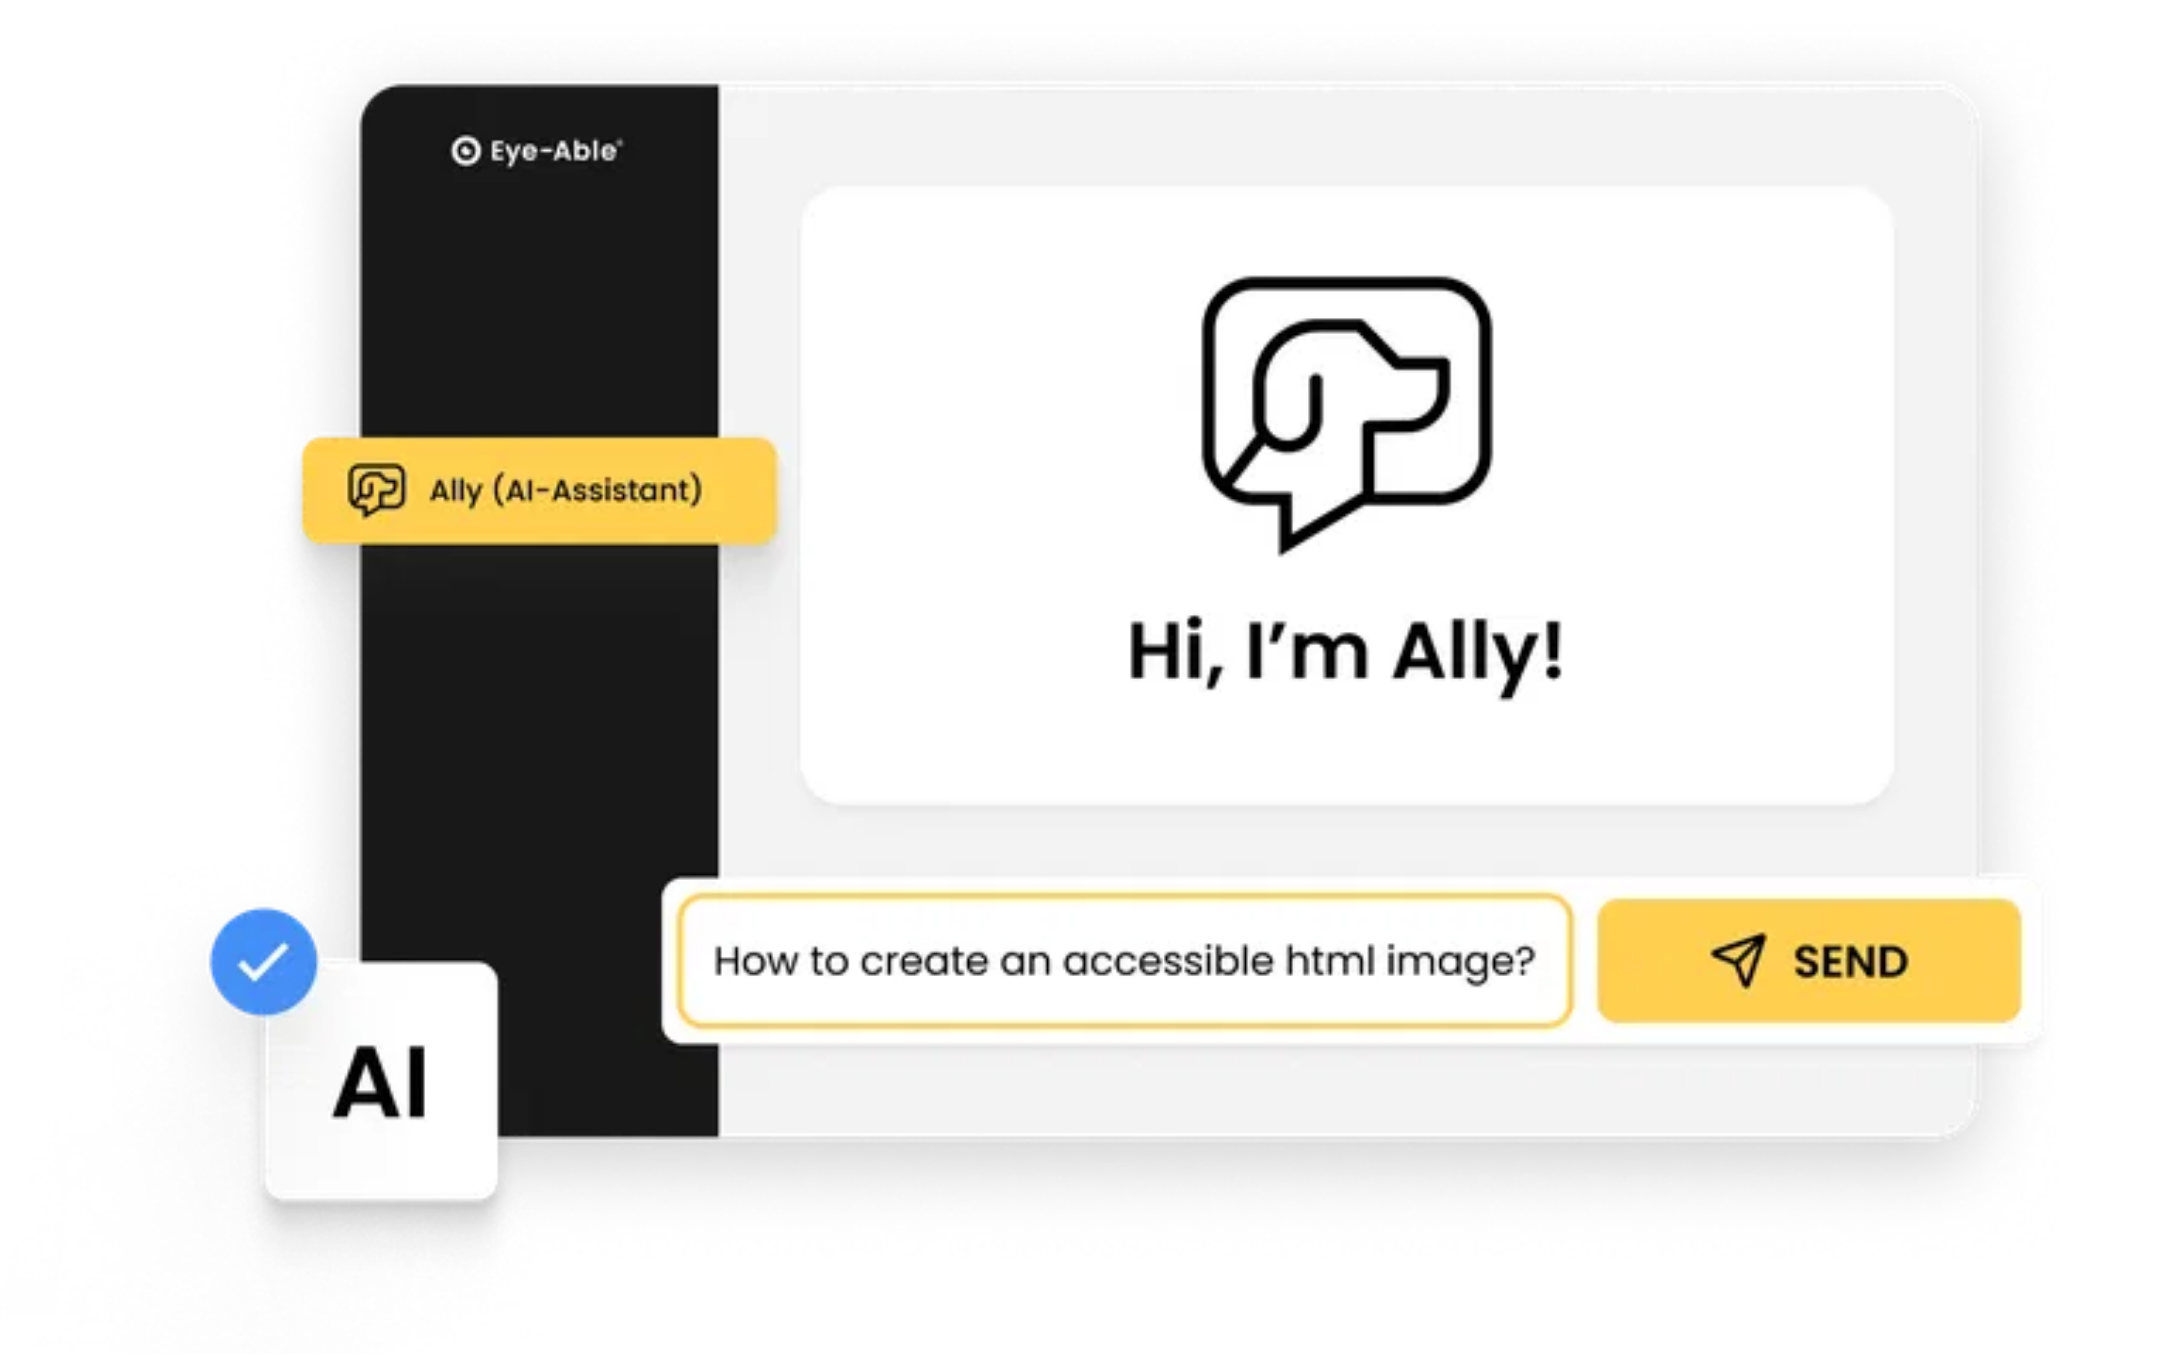 Eye-Able®
Ally (AI-Assistant)
Hi, I’m Ally!
How to create an accessible html image?
SEND
AI